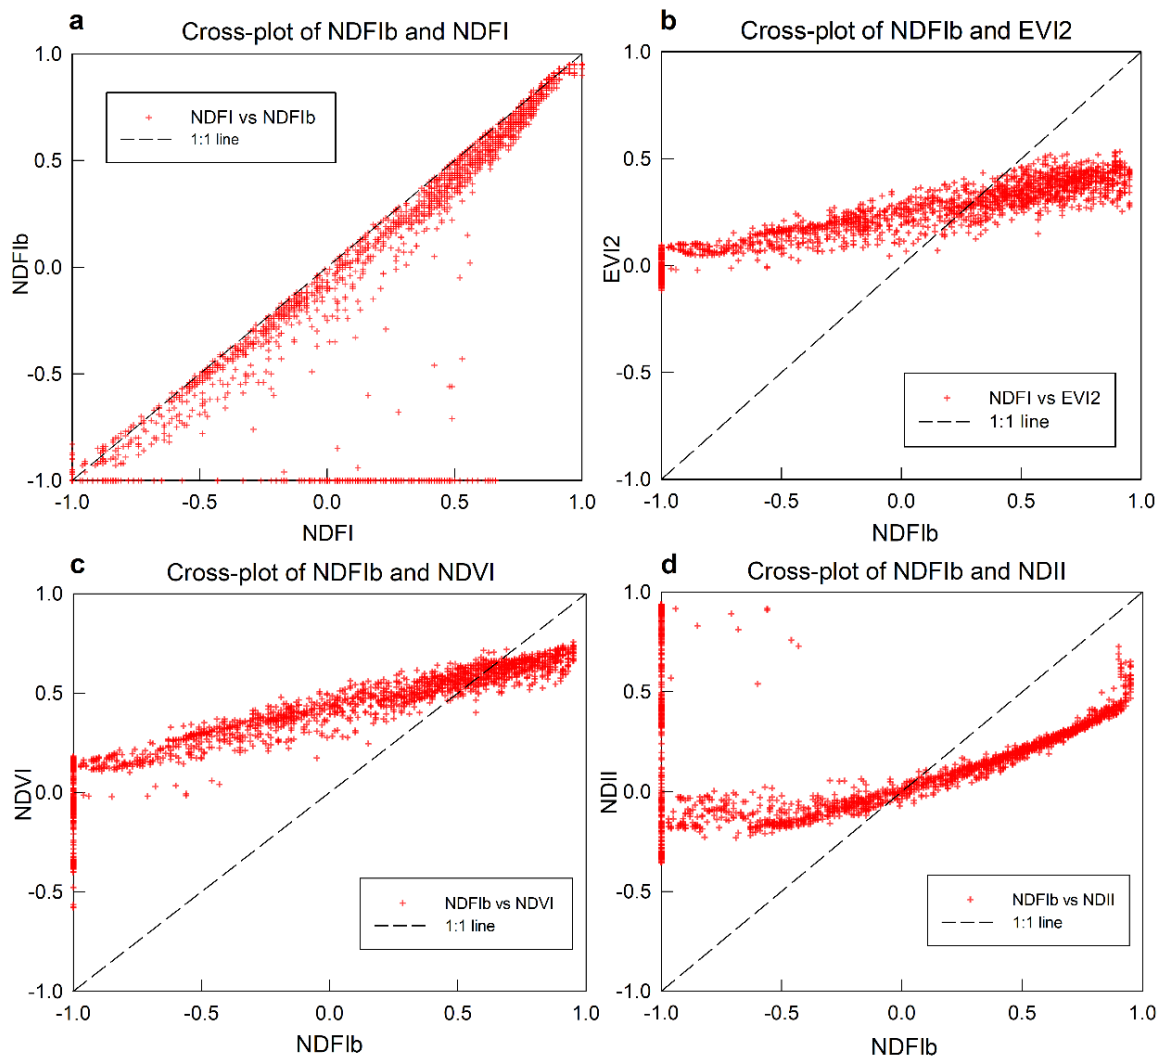 a
Cross-plot of NDFIb and NDFI
1.0
0.5
0.0
-0.5
-1.0
NDFIb
NDFI vs NDFIb
1:1 line
-1.0 -0.5 0.0 0.5 1.0
NDFI
b
Cross-plot of NDFIb and EVI2
1.0
0.5
0.0
-0.5
-1.0
EVI2
NDFI vs EVI2
1:1 line
-1.0 -0.5 0.0 0.5 1.0
NDFIb
c
Cross-plot of NDFIb and NDVI
1.0
0.5
0.0
-0.5
-1.0
NDVI
NDFIb vs NDVI
1:1 line
-1.0 -0.5 0.0 0.5 1.0
NDFIb
d
Cross-plot of NDFIb and NDII
1.0
0.5
0.0
-0.5
-1.0
NDII
NDFIb vs NDII
1:1 line
-1.0 -0.5 0.0 0.5 1.0
NDFIb